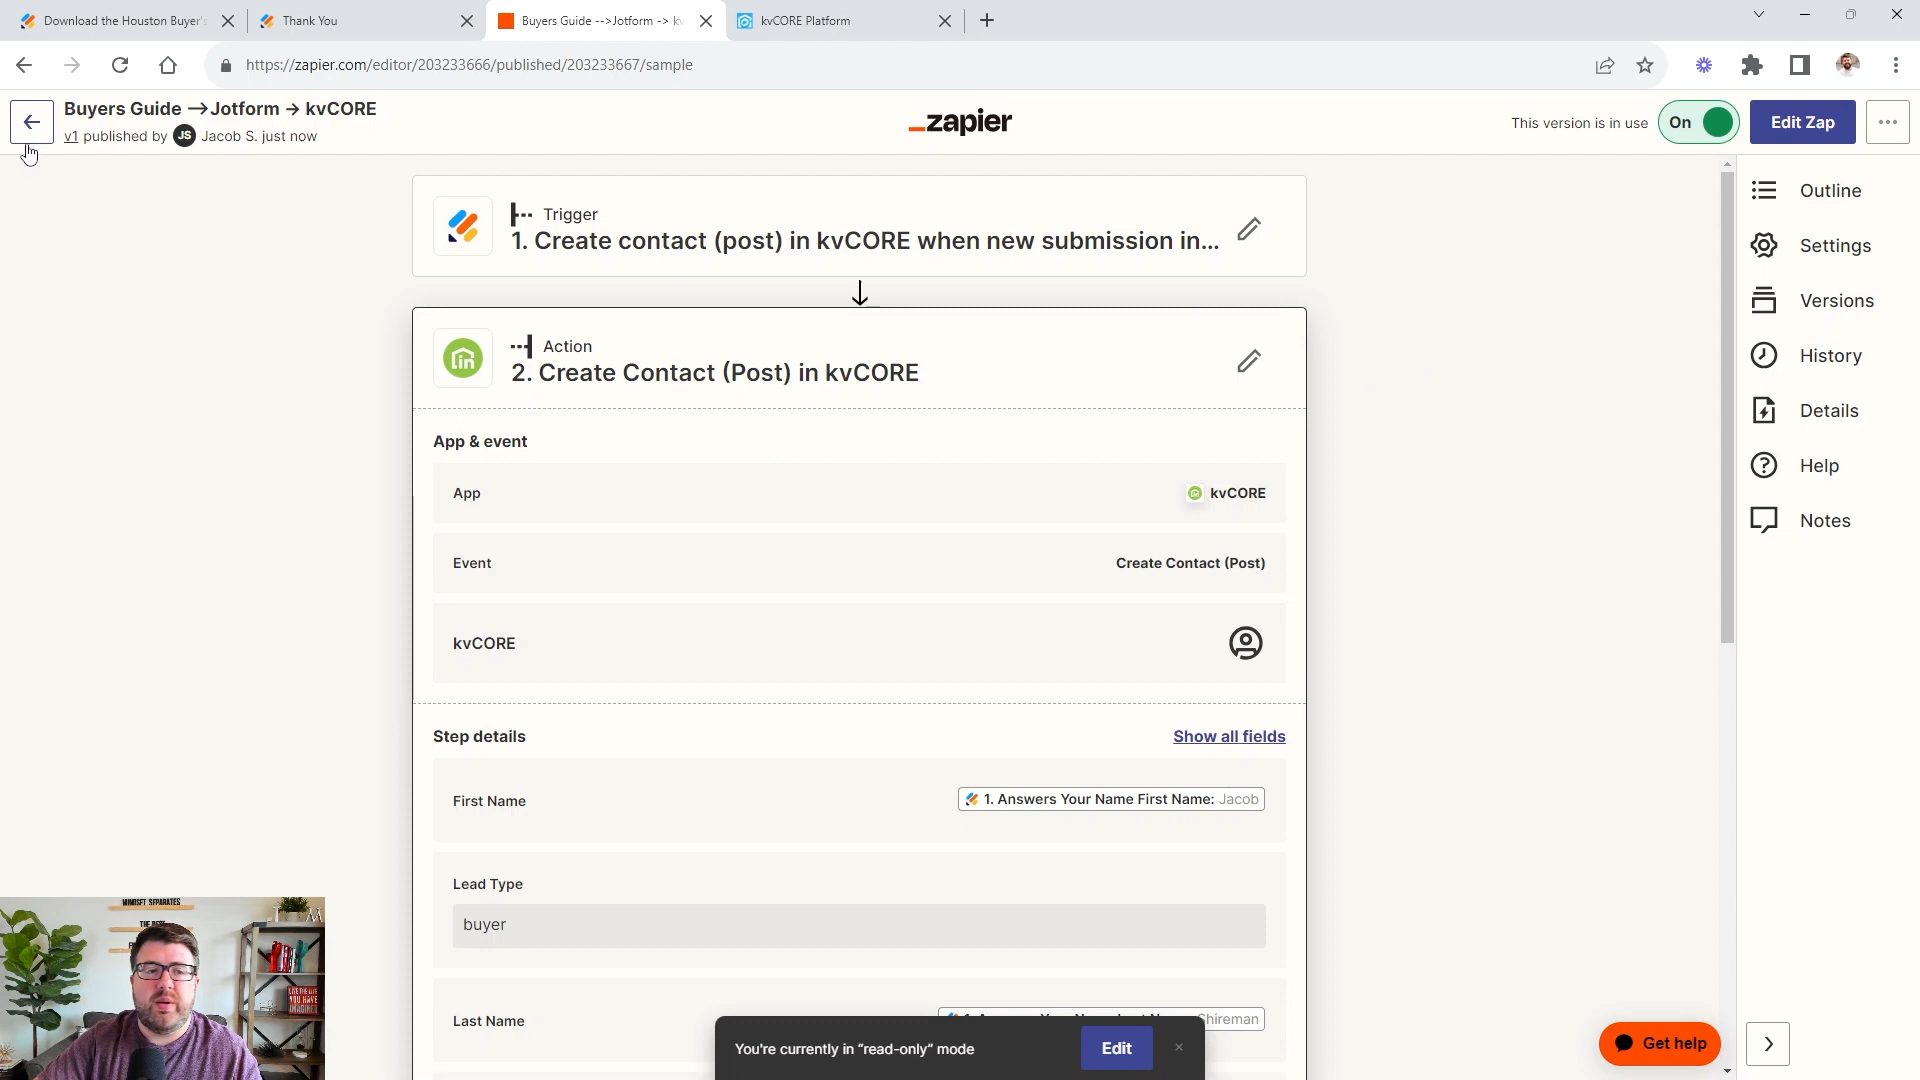 Download the Houston Buyer's
Thank You
Buyers Guide -->Jotform -> kv
kvCORE Platform
https://zapier.com/editor/203233666/published/203233667/sample
Buyers Guide -->Jotform -> kvCORE
v1 published by JS Jacob S. just now
_zapier
This version is in use
On
Edit Zap
Trigger
1. Create contact (post) in kvCORE when new submission in...
Action
2. Create Contact (Post) in kvCORE
App & event
App
kvCORE
Event
Create Contact (Post)
kvCORE
Step details
Show all fields
First Name
1. Answers Your Name First Name: Jacob
Lead Type
buyer
Last Name
Shireman
You're currently in “read-only” mode
Edit
Outline
Settings
Versions
History
Details
Help
Notes
Get help
MINDSET SEPARATES
THE BEST